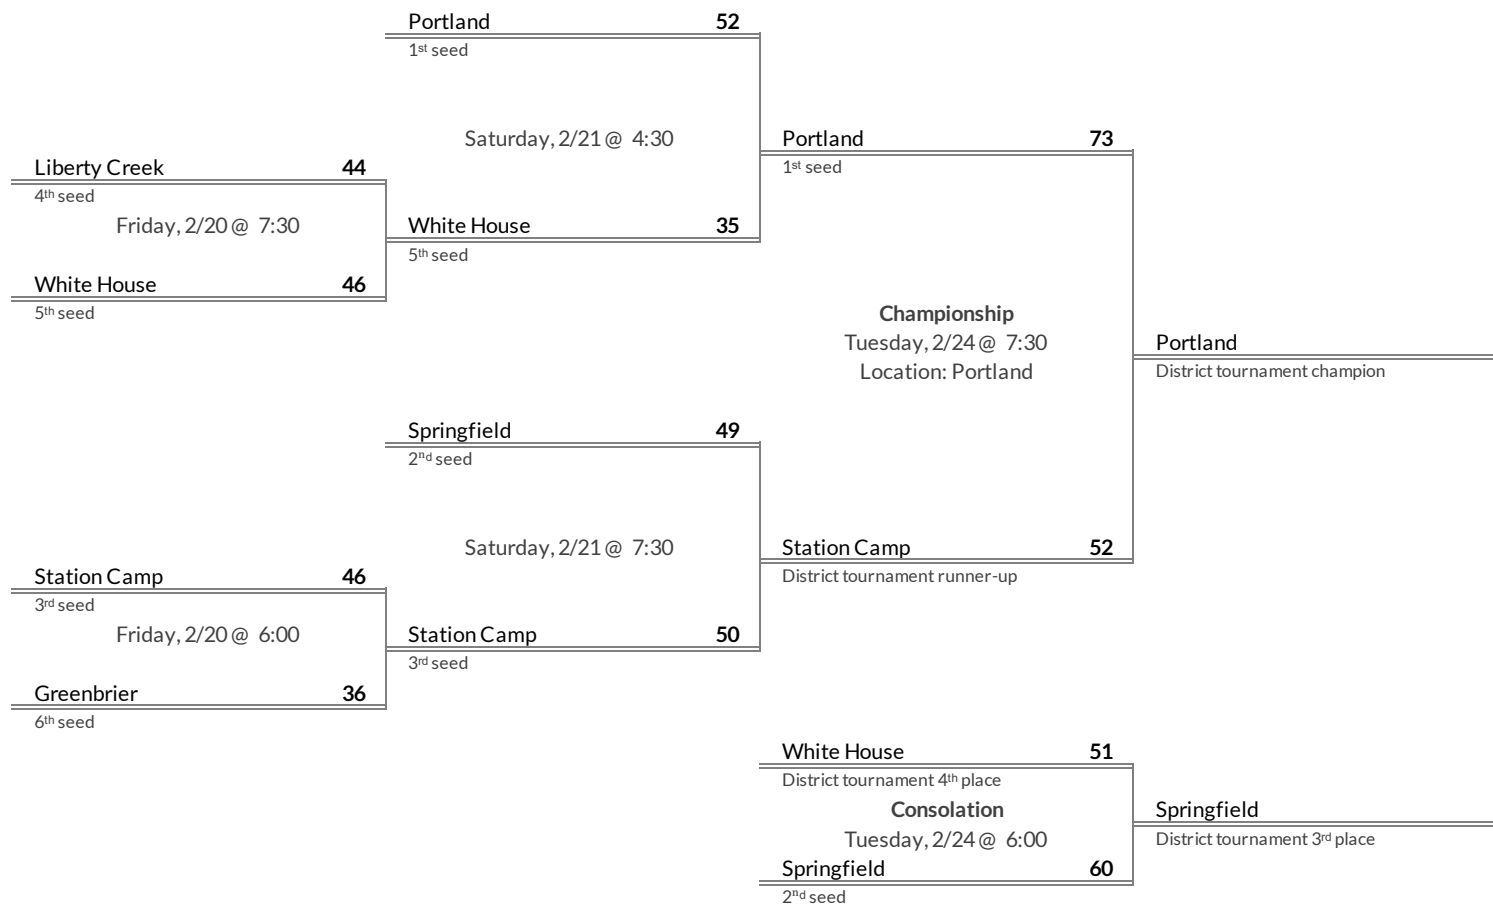 Portland 52
1st seed
Saturday, 2/21 @ 4:30
Portland 73
1st seed
Liberty Creek 44
4th seed
Friday, 2/20 @ 7:30
White House 35
5th seed
White House 46
5th seed
Championship
Tuesday, 2/24 @ 7:30
Location: Portland
Portland
District tournament champion
Springfield 49
2nd seed
Saturday, 2/21 @ 7:30
Station Camp 52
District tournament runner-up
Station Camp 46
3rd seed
Friday, 2/20 @ 6:00
Station Camp 50
3rd seed
Greenbrier 36
6th seed
White House 51
District tournament 4th place
Consolation
Tuesday, 2/24 @ 6:00
Springfield
District tournament 3rd place
Springfield 60
2nd seed